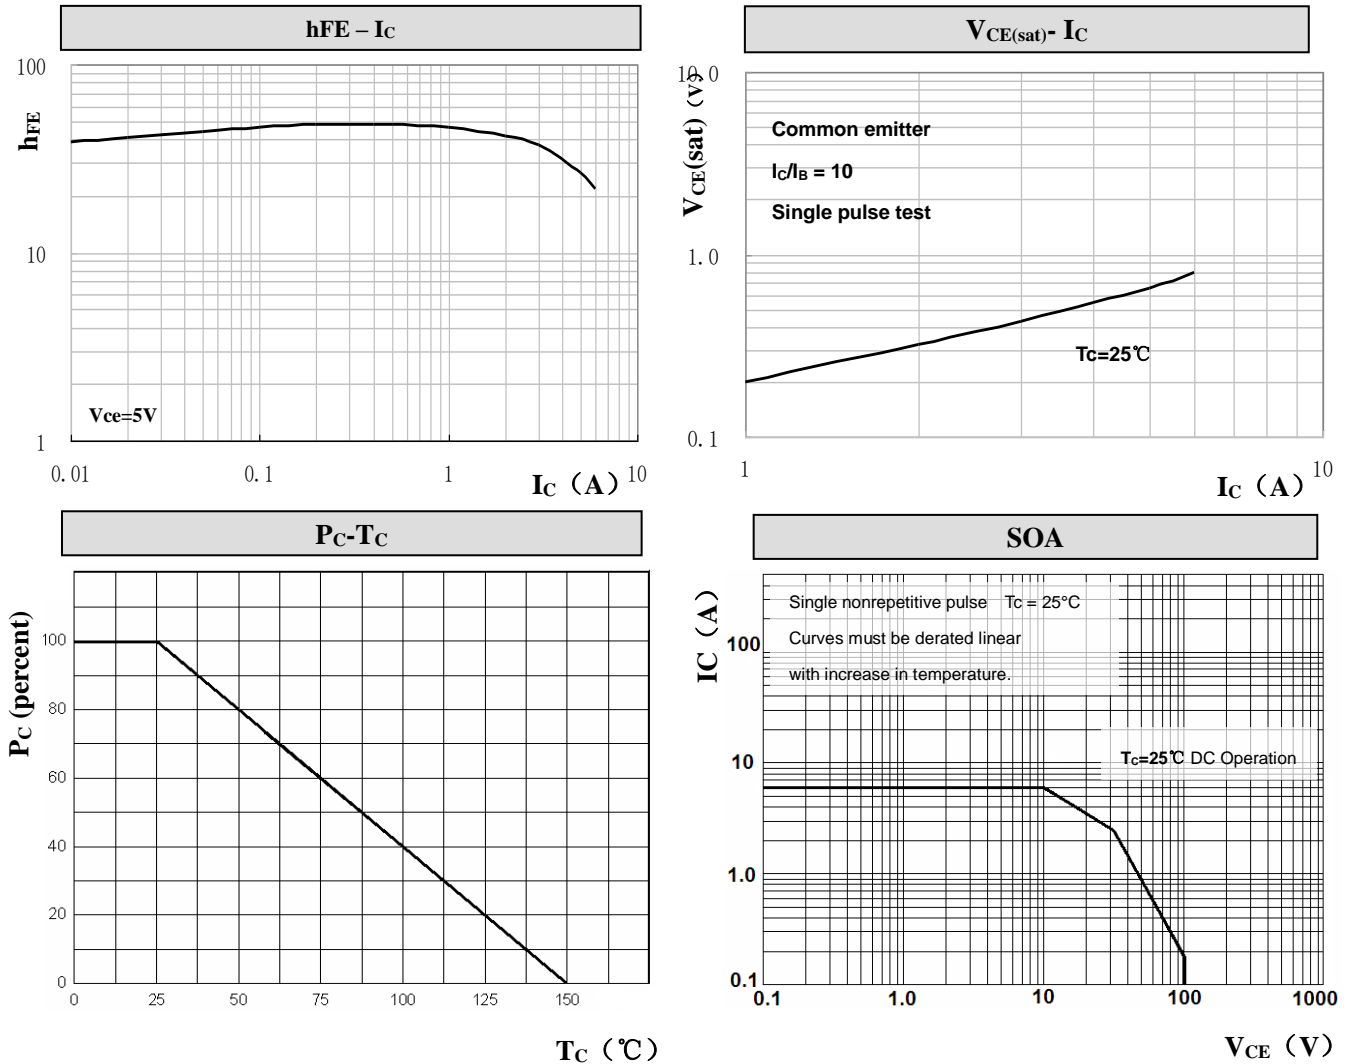 hFE – IC
100
hFE
10
Vce=5V
1
0.01 0.1 1 10
IC（A）
VCE(sat)- IC
10.0
VCE(sat)（v）
Common emitter
IC/IB = 10
Single pulse test
1.0
Tc=25℃
0.1
1 10
IC（A）
PC-TC
PC (percent)
100
80
60
40
20
0
0 25 50 75 100 125 150
TC（℃）
SOA
IC（A）
Single nonrepetitive pulse Tc = 25°C
Curves must be derated linear
with increase in temperature.
100
TC=25℃ DC Operation
10
1.0
0.1
0.1 1.0 10 100 1000
VCE（V）